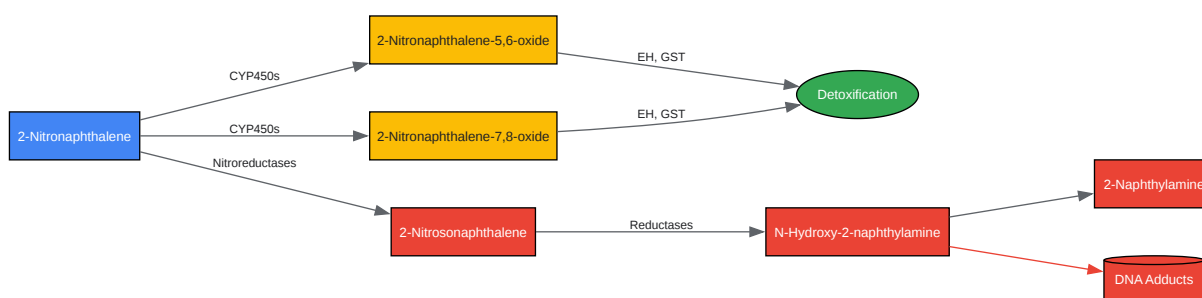 2-Nitronaphthalene-5,6-oxide
EH, GST
CYP450s
Detoxification
2-Nitronaphthalene
CYP450s
2-Nitronaphthalene-7,8-oxide
EH, GST
Nitroreductases
2-Naphthylamine
2-Nitrosonaphthalene
Reductases
N-Hydroxy-2-naphthylamine
DNA Adducts